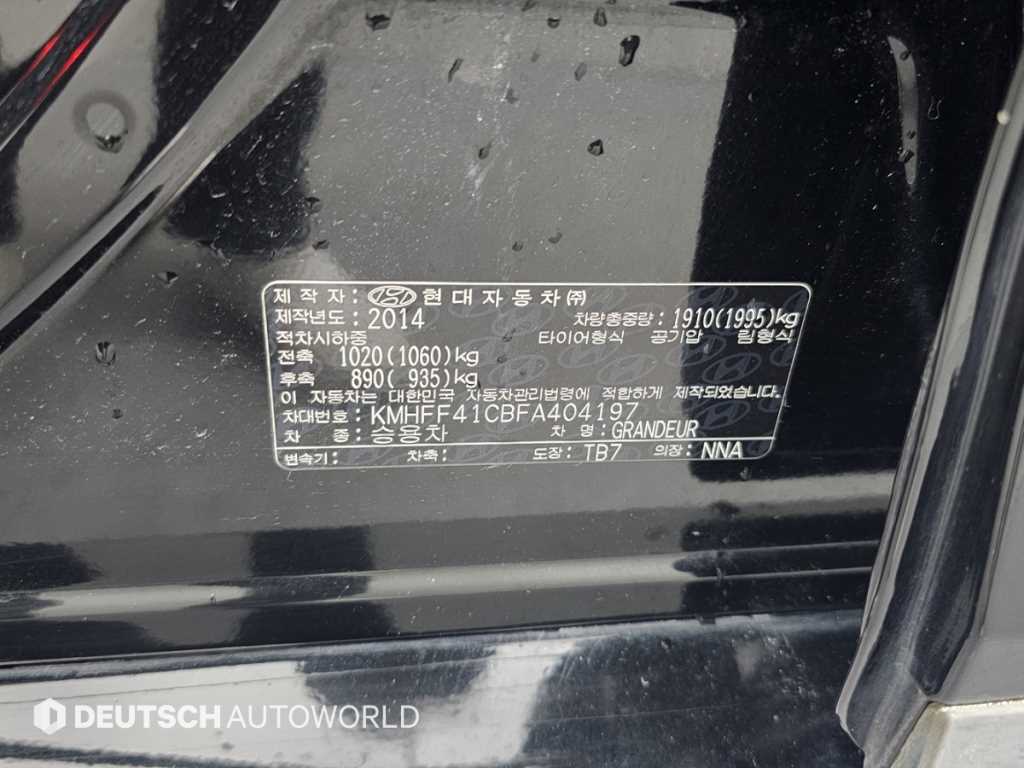 제 작 자: 현대자동차㈜
제작년도: 2014 차량총중량: 1910(1995)kg
적차시하중 타이어형식 공기압 림형식
전축 1020(1060)kg
후축 890( 935)kg
이 자동차는 대한민국 자동차관리법령에 적합하게 제작되었습니다.
차대번호: KMHFF41CBFA404197
차 종: 승용차 차 명: GRANDEUR
변속기: 차축: 도장: TB7 의장: NNA
DEUTSCH AUTOWORLD